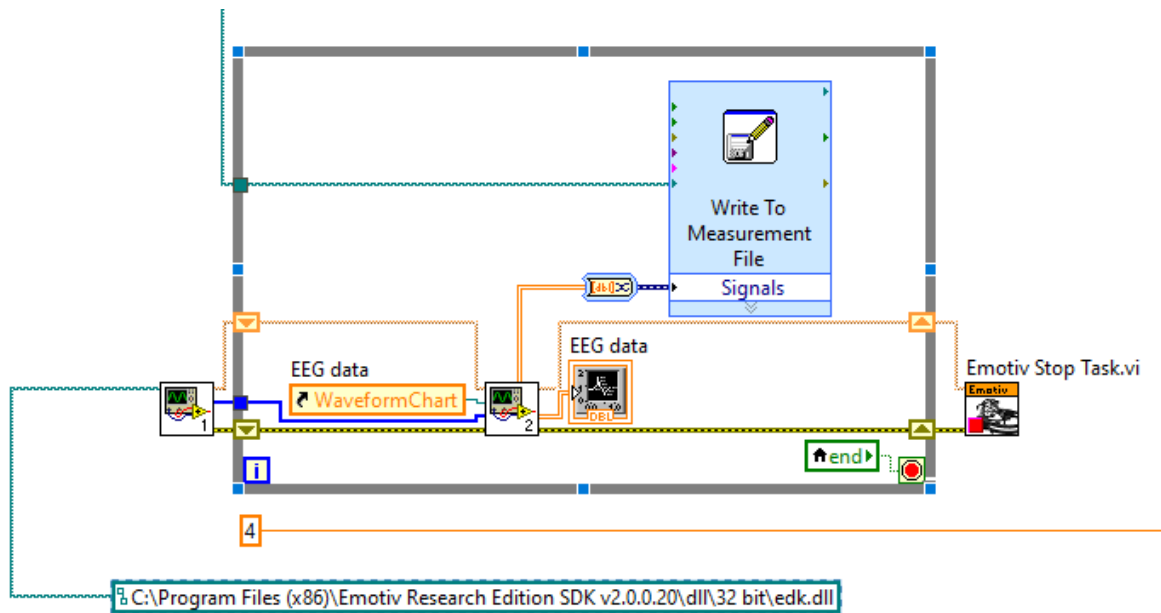 Write To
Measurement
File
Signals
[dbl]
EEG data
EEG data
WaveformChart
1
2
DBL
Emotiv Stop Task.vi
Emotiv
end
i
4
C:\Program Files (x86)\Emotiv Research Edition SDK v2.0.0.20\dll\32 bit\edk.dll